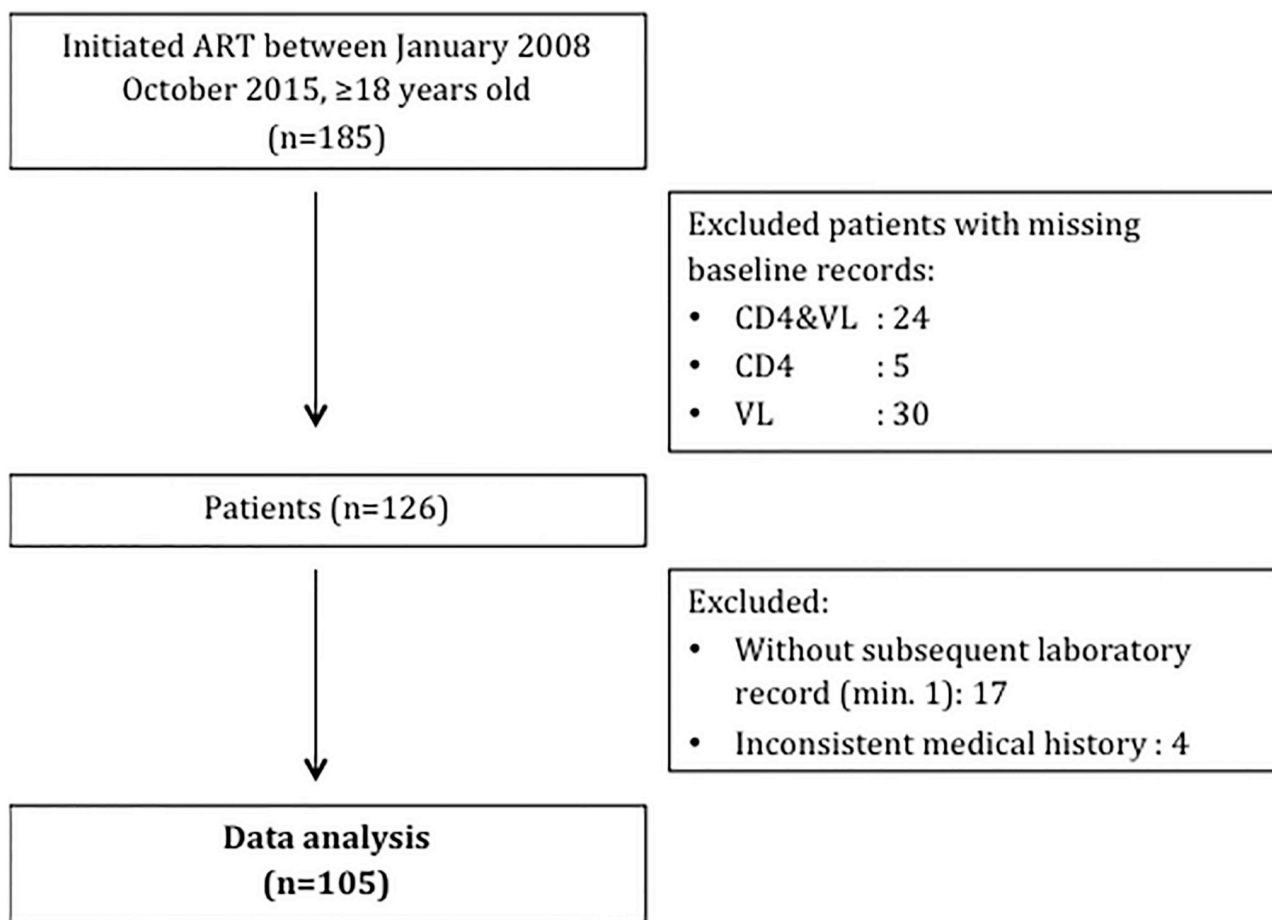 Initiated ART between January 2008
October 2015, ≥18 years old
(n=185)
Excluded patients with missing
baseline records:
• CD4&VL : 24
• CD4 : 5
• VL : 30
Patients (n=126)
Excluded:
• Without subsequent laboratory
record (min. 1): 17
• Inconsistent medical history : 4
Data analysis
(n=105)